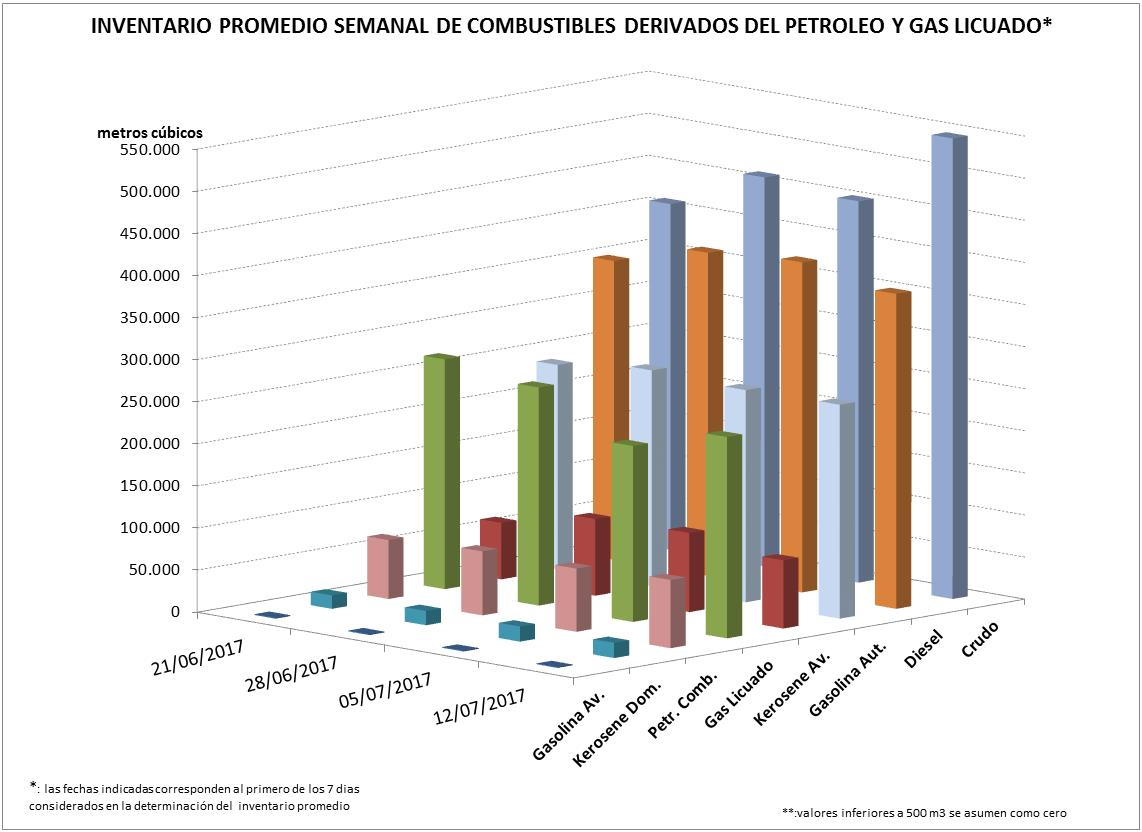 INVENTARIO PROMEDIO SEMANAL DE COMBUSTIBLES DERIVADOS DEL PETROLEO Y GAS LICUADO*
metros cúbicos
550.000
500.000
450.000
400.000
350.000
300.000
250.000
200.000
150.000
100.000
50.000
0
21/06/2017
28/06/2017
05/07/2017
12/07/2017
Gasolina Av.
Kerosene Dom.
Petr. Comb.
Gas Licuado
Kerosene Av.
Gasolina Aut.
Diesel
Crudo
*: las fechas indicadas corresponden al primero de los 7 dias
considerados en la determinación del inventario promedio
**:valores inferiores a 500 m3 se asumen como cero